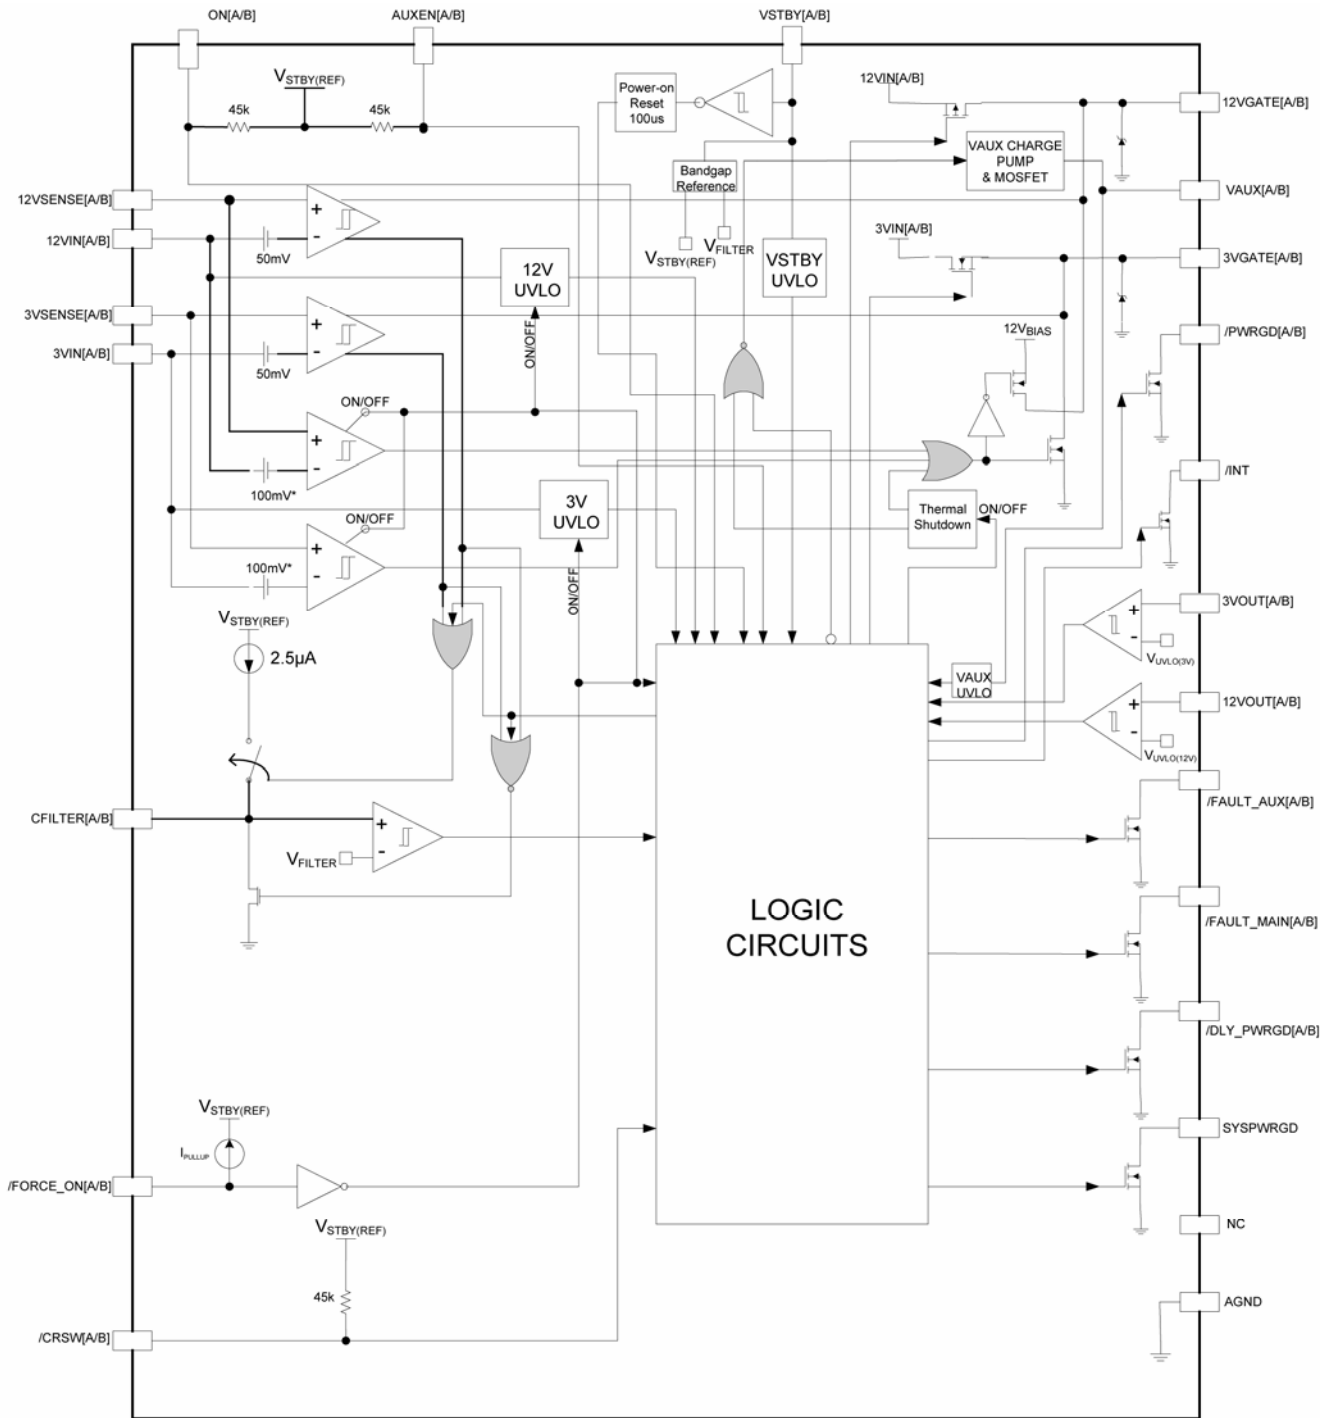 ON[A/B]
AUXEN[A/B]
VSTBY[A/B]
VSTBY(REF)
45k
45k
Power-on
Reset
100us
12VIN[A/B]
12VGATE[A/B]
VAUX CHARGE
PUMP
& MOSFET
Bandgap
Reference
VAUX[A/B]
12VSENSE[A/B]
+
-
12VIN[A/B]
50mV
VSTBY(REF)
VFILTER
3VIN[A/B]
3VGATE[A/B]
12V
UVLO
VSTBY
UVLO
3VSENSE[A/B]
+
-
3VIN[A/B]
50mV
ON/OFF
12VBIAS
/PWRGD[A/B]
ON/OFF
+
-
100mV*
/INT
3V
UVLO
Thermal
Shutdown
ON/OFF
ON/OFF
+
-
100mV*
ON/OFF
VSTBY(REF)
2.5µA
3VOUT[A/B]
+
-
VUVLO(3V)
VAUX
UVLO
12VOUT[A/B]
+
-
VUVLO(12V)
/FAULT_AUX[A/B]
CFILTER[A/B]
+
-
VFILTER
LOGIC
CIRCUITS
/FAULT_MAIN[A/B]
/DLY_PWRGD[A/B]
VSTBY(REF)
IPULLUP
SYSPWRGD
/FORCE_ON[A/B]
VSTBY(REF)
NC
45k
AGND
/CRSW[A/B]